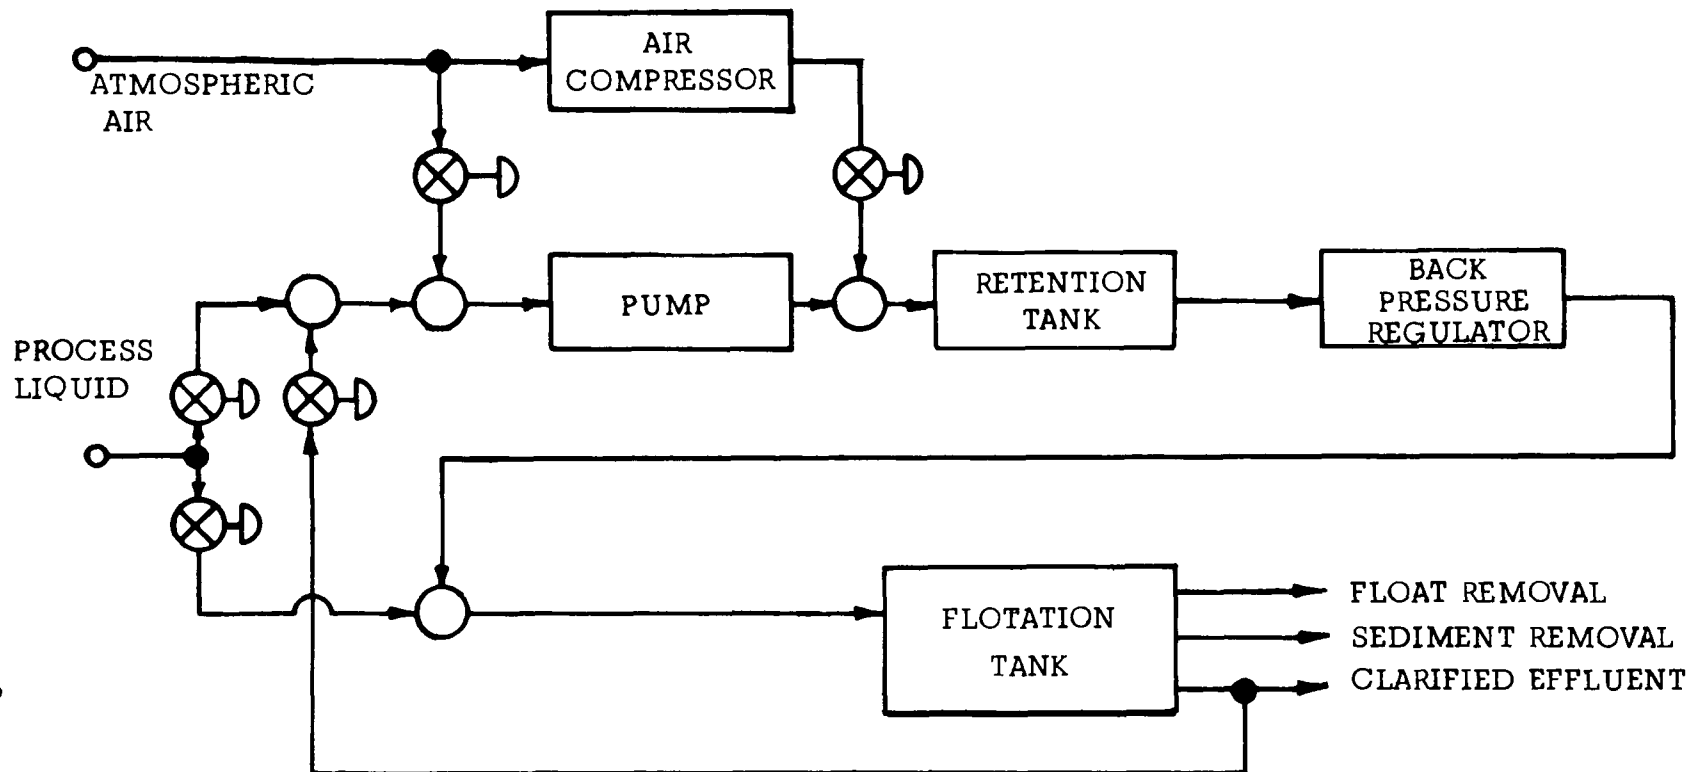 AIR
COMPRESSOR
ATMOSPHERIC
AIR
PUMP
RETENTION
TANK
BACK
PRESSURE
REGULATOR
PROCESS
LIQUID
FLOTATION
TANK
FLOAT REMOVAL
SEDIMENT REMOVAL
CLARIFIED EFFLUENT